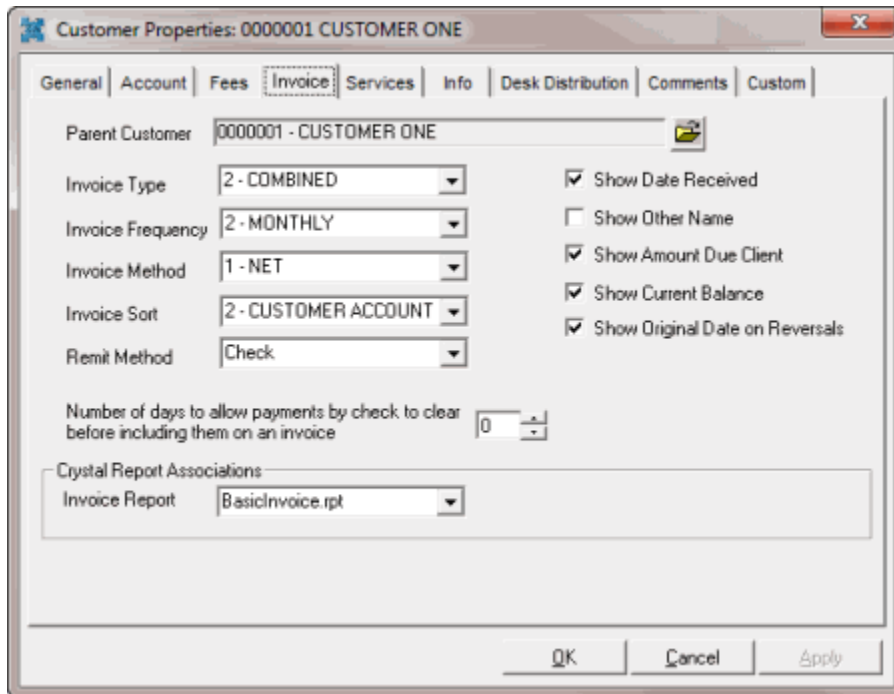 Customer Properties: 0000001 CUSTOMER ONE
General Account Fees Invoice Services Info Desk Distribution Comments Custom
Parent Customer 0000001 - CUSTOMER ONE
Invoice Type 2 - COMBINED
Show Date Received
Invoice Frequency 2 - MONTHLY
Show Other Name
Invoice Method 1 - NET
Show Amount Due Client
Invoice Sort 2 - CUSTOMER ACCOUNT
Show Current Balance
Show Original Date on Reversals
Remit Method Check
Number of days to allow payments by check to clear
before including them on an invoice
0
Crystal Report Associations
Invoice Report BasicInvoice.rpt
OK Cancel Apply